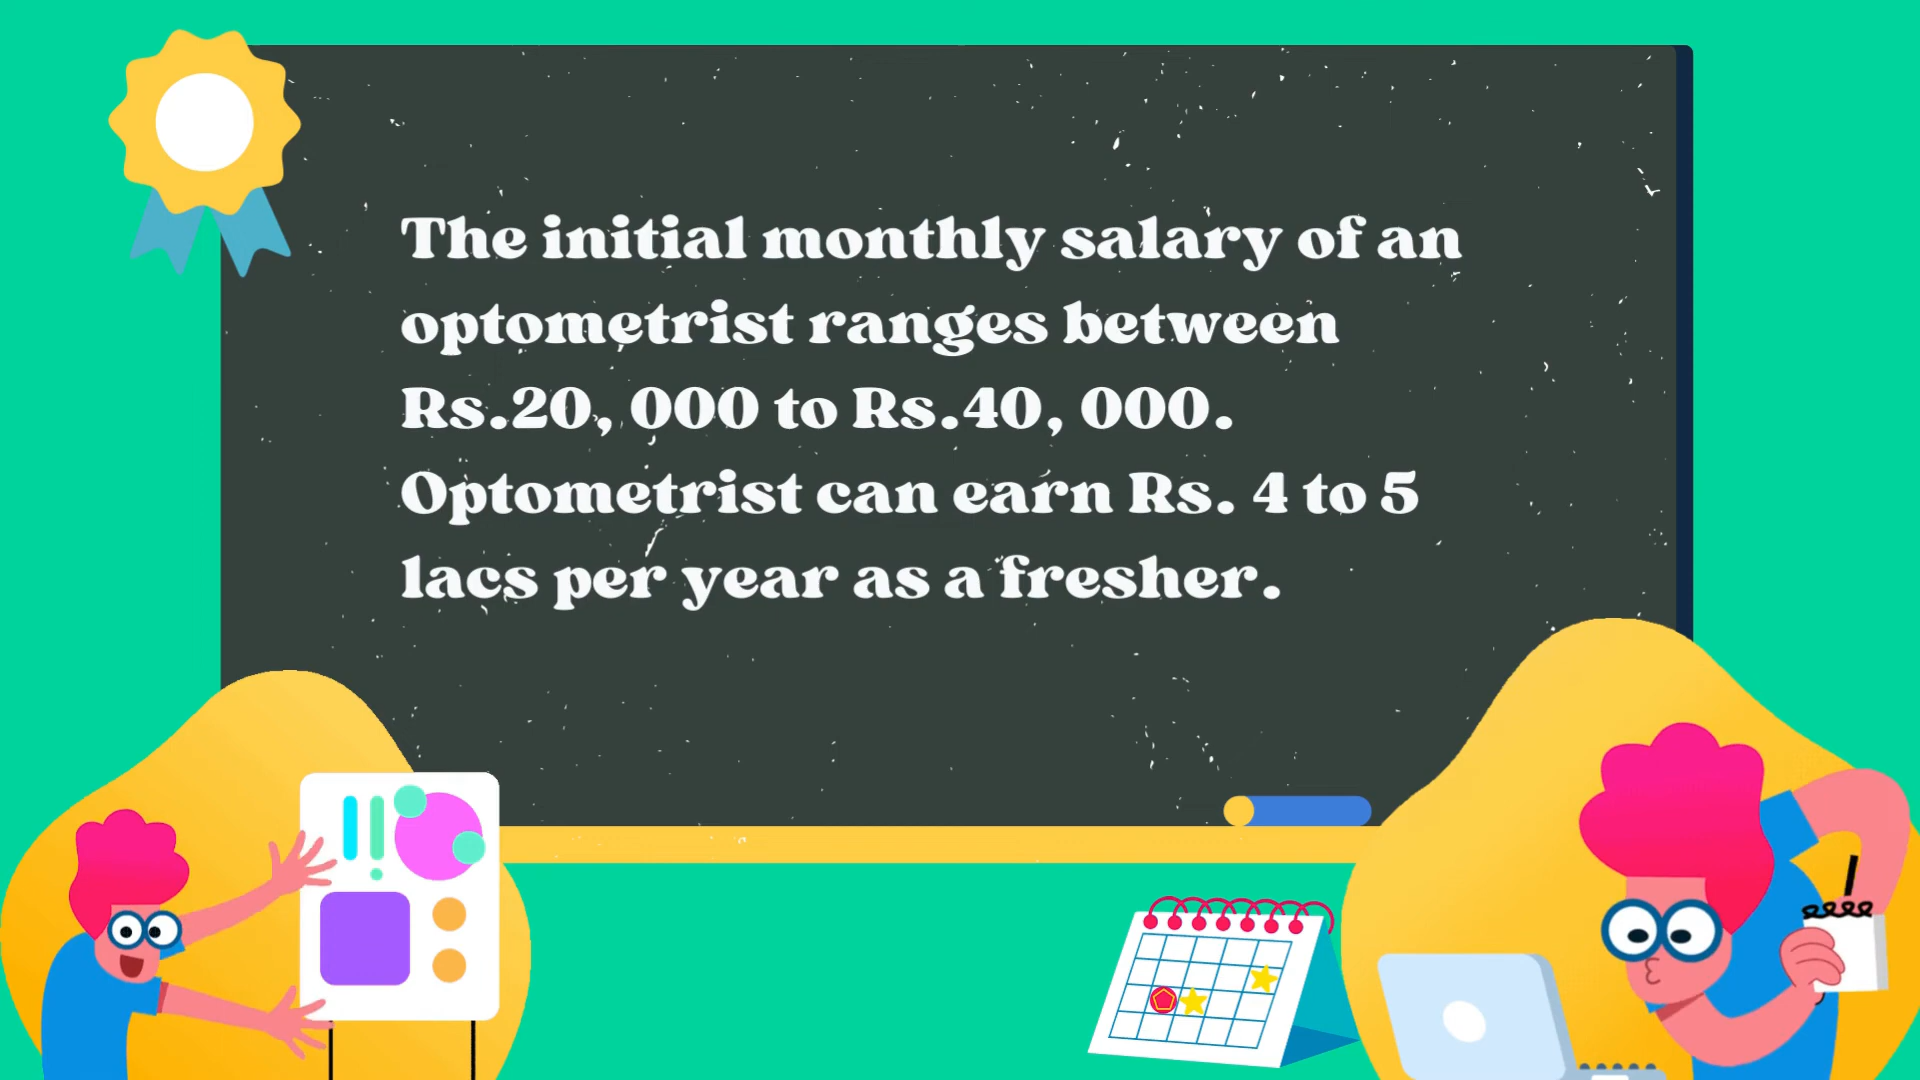 The initial monthly salary of an
optometrist ranges between
Rs.20, 000 to Rs.40, 000.
Optometrist can earn Rs. 4 to 5
lacs per year as a fresher.